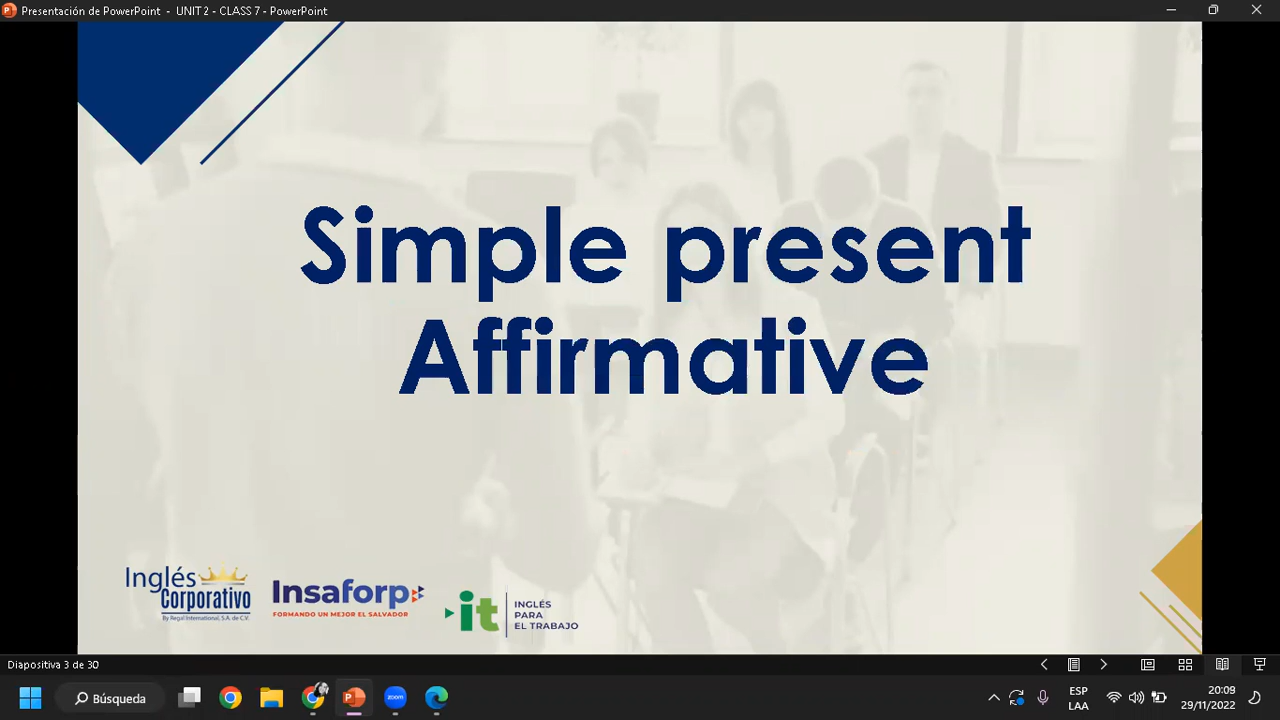 Presentación de PowerPoint - UNIT 2 - CLASS 7 - PowerPoint
Simple present
Affirmative
Inglés
Corporativo
By Regal International, S.A. de C.V.
Insaforp
FORMANDO UN MEJOR EL SALVADOR
it
INGLÉS
PARA
EL TRABAJO
Diapositiva 3 de 30
Búsqueda
zoom
ESP
LAA
20:09
29/11/2022